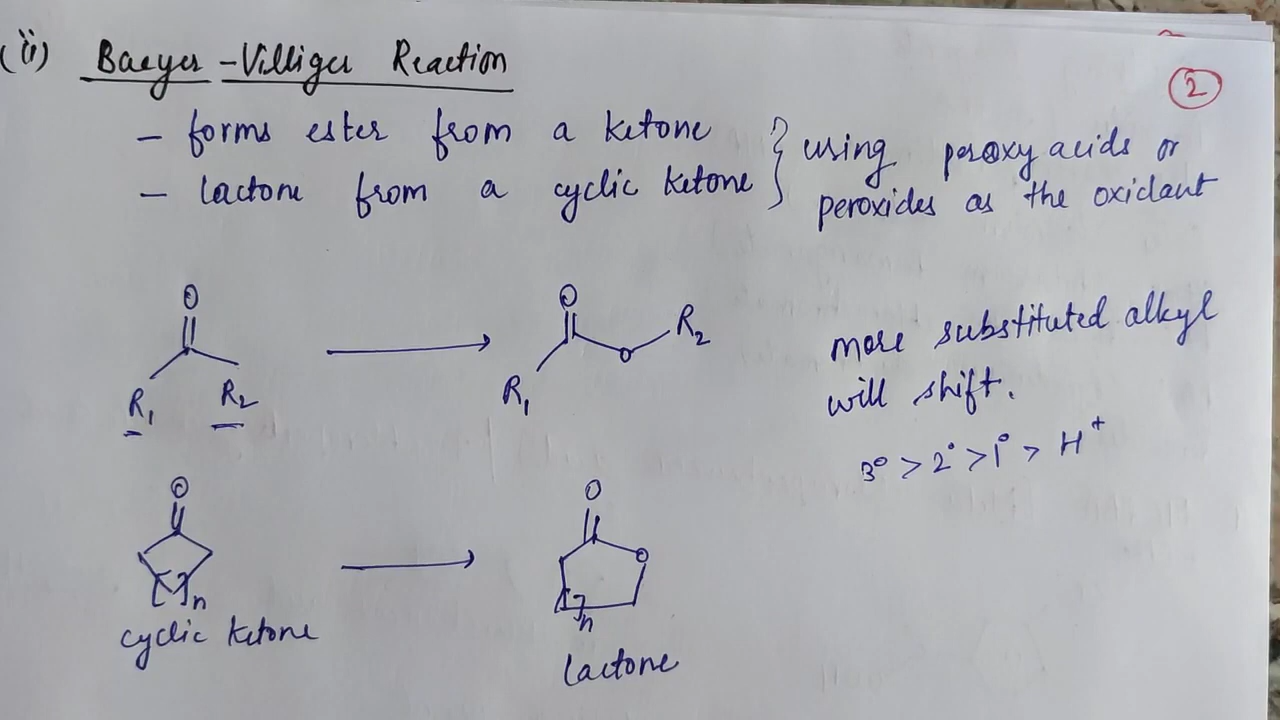 (ii) Baeyer-Villiger Reaction
2
- forms ester from a ketone
- lactone from a cyclic ketone
} using peroxy acids or
peroxides as the oxidant
O
R₁ R₂
O
R₁ O R₂
more substituted alkyl
will shift.
3° > 2° > 1° > H⁺
O
[ ]n
cyclic ketone
O
O
[ ]n
lactone